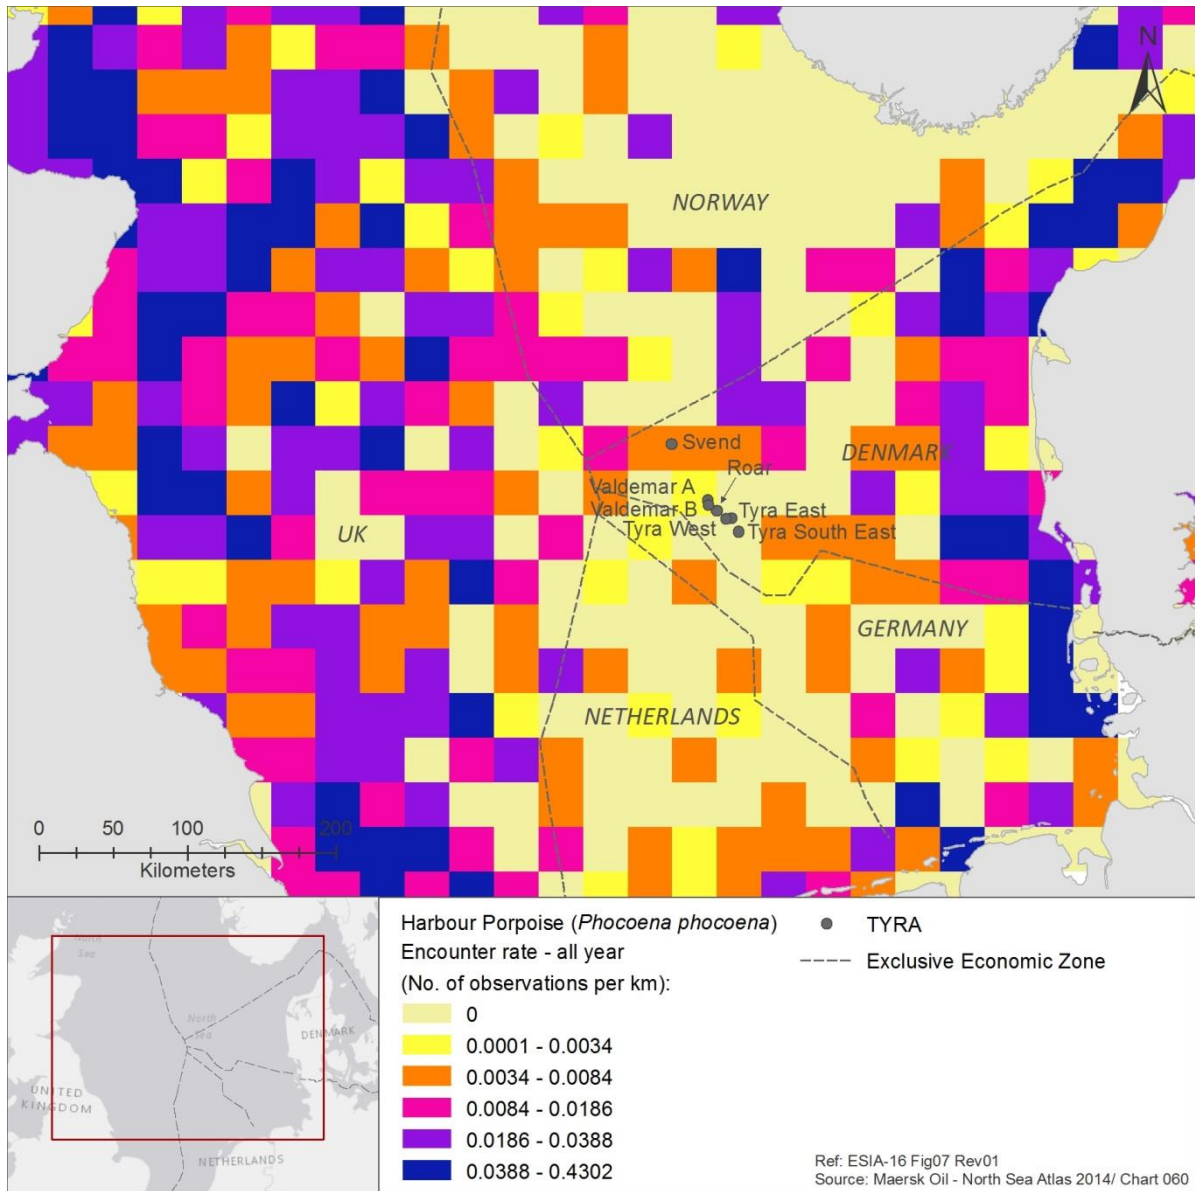 N
NORWAY
Svend
DENMARK
Roar
Valdemar A
Valdemar B
Tyra East
Tyra West
Tyra South East
UK
GERMANY
NETHERLANDS
0 50 100 200
Kilometers
North
Sea
North
Sea
DENMARK
UNITED
KINGDOM
NETHERLANDS
Harbour Porpoise (Phocoena phocoena)
Encounter rate - all year
(No. of observations per km):
0
0.0001 - 0.0034
0.0034 - 0.0084
0.0084 - 0.0186
0.0186 - 0.0388
0.0388 - 0.4302
TYRA
Exclusive Economic Zone
Ref: ESIA-16 Fig07 Rev01
Source: Maersk Oil - North Sea Atlas 2014/ Chart 060